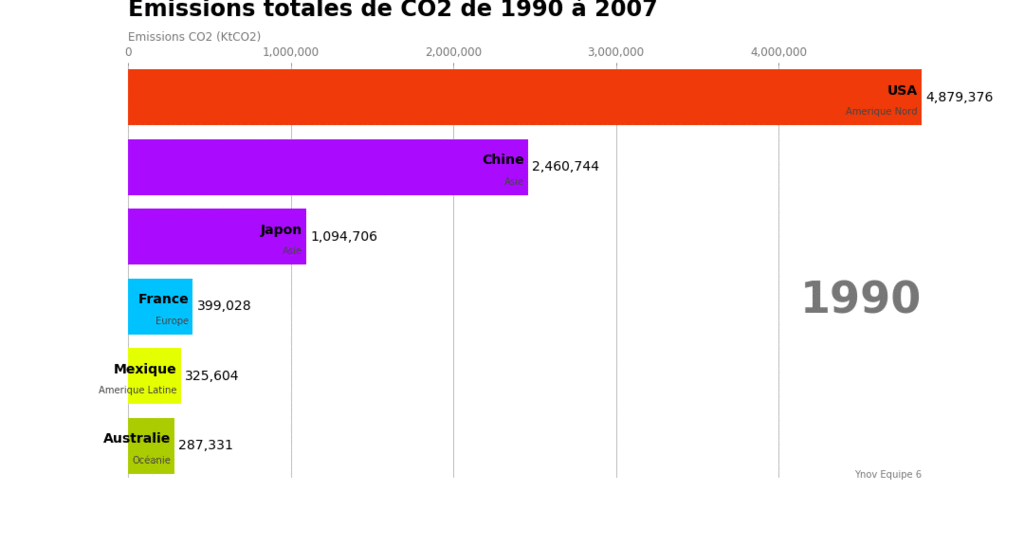 Emissions totales de CO2 de 1990 à 2007
Emissions CO2 (KtCO2)
0 1,000,000 2,000,000 3,000,000 4,000,000
USA
Amerique Nord
4,879,376
Chine
Asie
2,460,744
Japon
Asie
1,094,706
France
Europe
399,028
1990
Mexique
Amerique Latine
325,604
Australie
Océanie
287,331
Ynov Equipe 6